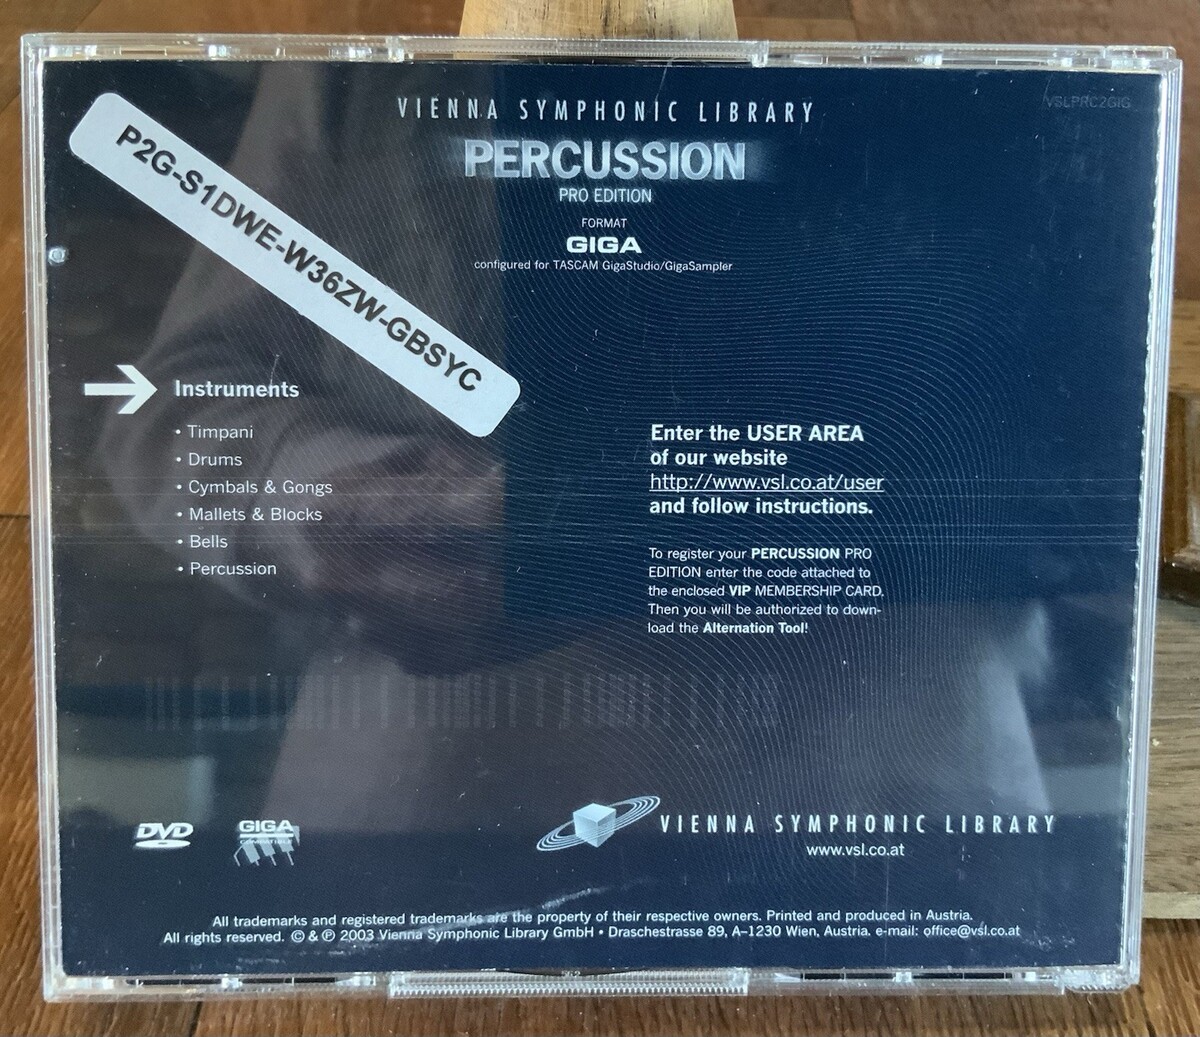 VIENNA SYMPHONIC LIBRARY
VSLPRC2GIG
PERCUSSION
PRO EDITION
FORMAT
GIGA
configured for TASCAM GigaStudio/GigaSampler
P2G-S1DWE-W36ZW-GBSYC
Instruments
• Timpani
• Drums
• Cymbals & Gongs
• Mallets & Blocks
• Bells
• Percussion
Enter the USER AREA
of our website
http://www.vsl.co.at/user
and follow instructions.
To register your PERCUSSION PRO
EDITION enter the code attached to
the enclosed VIP MEMBERSHIP CARD.
Then you will be authorized to down-
load the Alternation Tool!
DVD
GIGA
COMPATIBLE
VIENNA SYMPHONIC LIBRARY
www.vsl.co.at
All trademarks and registered trademarks are the property of their respective owners. Printed and produced in Austria.
All rights reserved. © & ℗ 2003 Vienna Symphonic Library GmbH • Draschestrasse 89, A–1230 Wien, Austria. e-mail: office@vsl.co.at